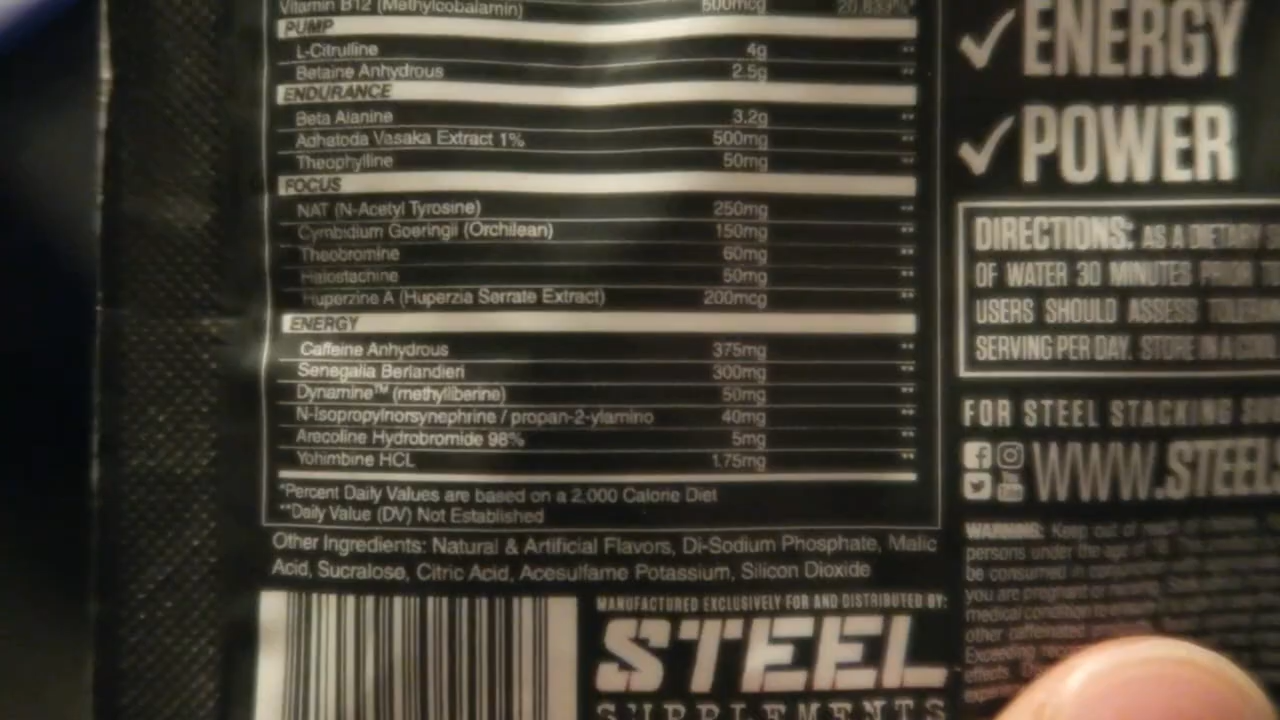 Vitamin B12 (Methylcobalamin) 500mcg 20,833%*
PUMP
L-Citrulline 4g **
Betaine Anhydrous 2.5g **
ENDURANCE
Beta Alanine 3.2g **
Adhatoda Vasaka Extract 1% 500mg **
Theophylline 50mg **
FOCUS
NAT (N-Acetyl Tyrosine) 250mg **
Cymbidium Goeringii (Orchilean) 150mg **
Theobromine 60mg **
Halostachine 50mg **
Huperzine A (Huperzia Serrate Extract) 200mcg **
ENERGY
Caffeine Anhydrous 375mg **
Senegalia Berlandieri 300mg **
Dynamine™ (methylliberine) 50mg **
N-Isopropylnorsynephrine / propan-2-ylamino 40mg **
Arecoline Hydrobromide 98% 5mg **
Yohimbine HCL 1.75mg **
*Percent Daily Values are based on a 2,000 Calorie Diet
**Daily Value (DV) Not Established
Other Ingredients: Natural & Artificial Flavors, Di-Sodium Phosphate, Malic
Acid, Sucralose, Citric Acid, Acesulfame Potassium, Silicon Dioxide
MANUFACTURED EXCLUSIVELY FOR AND DISTRIBUTED BY:
STEEL
SUPPLEMENTS
✓ ENERGY
✓ POWER
DIRECTIONS: AS A DIETARY
OF WATER 30 MINUTES PRIOR
USERS SHOULD ASSESS
SERVING PER DAY. STORE IN A COOL
FOR STEEL STACKING
WWW.STEELS
WARNING: Keep out of reach of
persons under the age of
be consumed in
you are pregnant or nursing
medical condition
other caffeinated
Exceeding
effects.